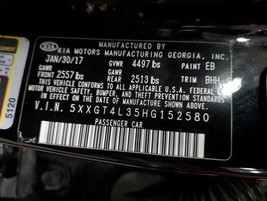 MANUFACTURED BY
KIA KIA MOTORS MANUFACTURING GEORGIA, INC.
JAN/30/17 GVWR 4497 lbs PAINT EB
GAWR GAWR
FRONT 2557 lbs REAR 2513 lbs TRIM BHH
THIS VEHICLE CONFORMS TO ALL APPLICABLE U.S. FEDERAL
MOTOR VEHICLE SAFETY
BUMPER, AND THEFT PREVENTION STANDARDS IN EFFECT ON
THE DATE OF MANUFACTURE SHOWN ABOVE.
V.I.N. 5XXGT4L35HG152580
PASSENGER CAR
5120